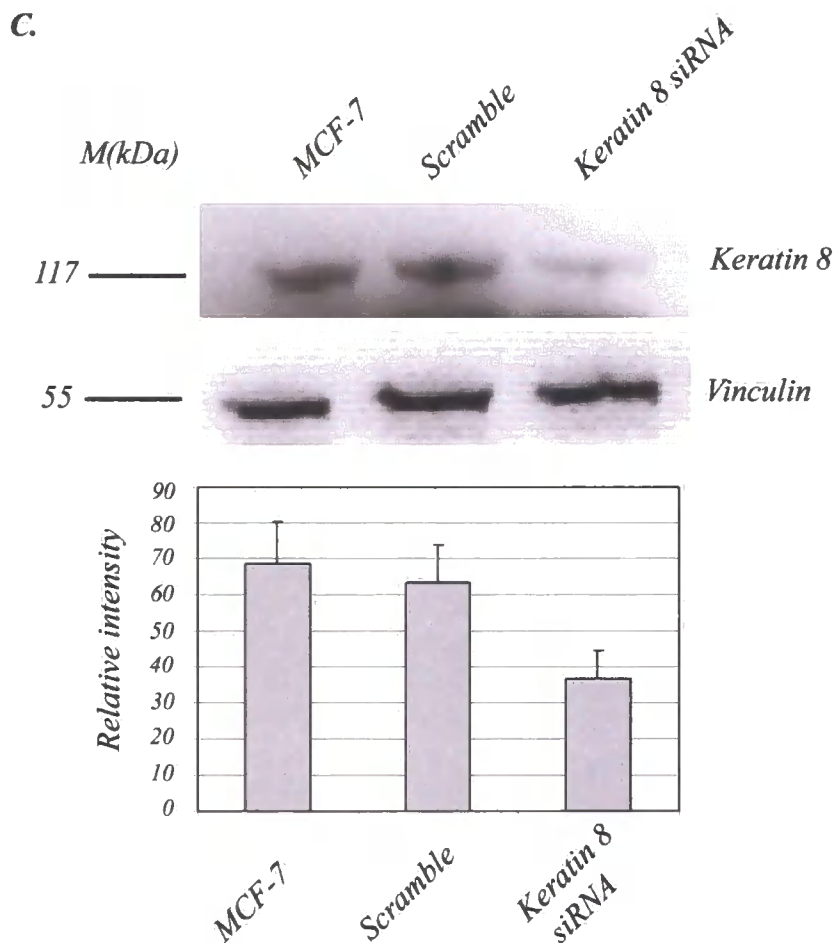 C.
M(kDa)
MCF-7
Scramble
Keratin 8 siRNA
117
Keratin 8
55
Vinculin
Relative intensity
90
80
70
60
50
40
30
20
10
0
MCF-7
Scramble
Keratin 8
siRNA